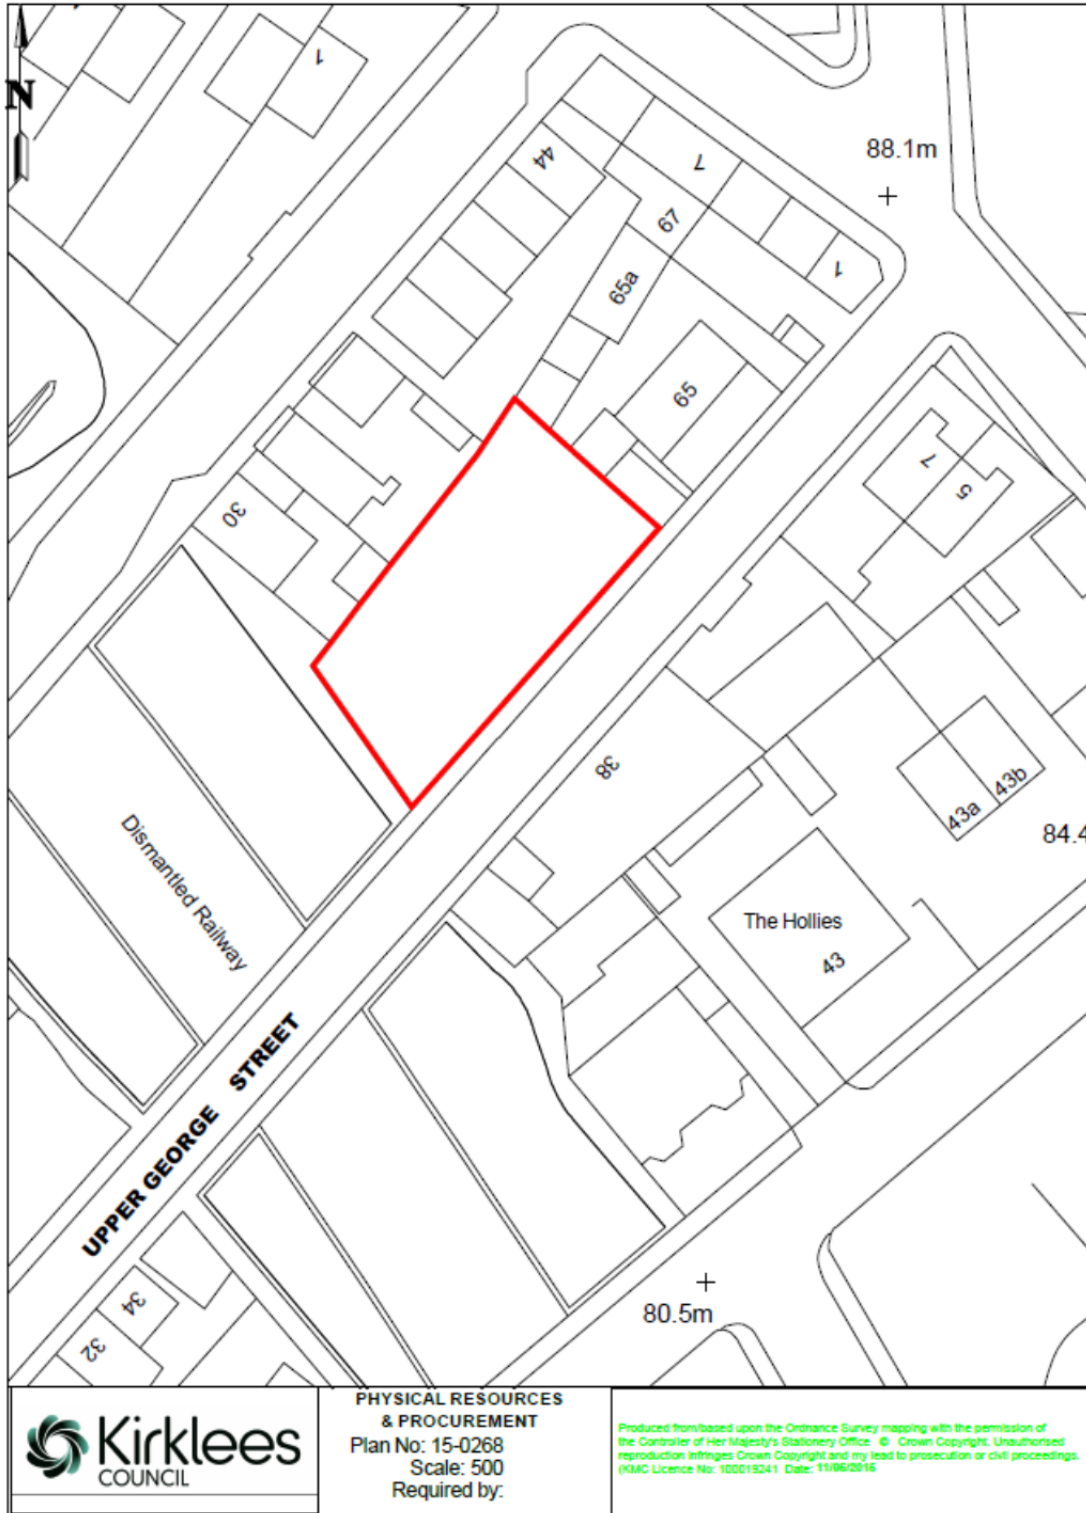 N
1
44
7
88.1m
67
1
65a
65
7
5
30
38
43b
43a
84.4
Dismantled Railway
The Hollies
43
UPPER GEORGE STREET
80.5m
34
32
Kirklees
COUNCIL
PHYSICAL RESOURCES
& PROCUREMENT
Plan No: 15-0268
Scale: 500
Required by:
Produced from/based upon the Ordnance Survey mapping with the permission of
the Controller of Her Majesty's Stationery Office © Crown Copyright. Unauthorised
reproduction infringes Crown Copyright and my lead to prosecution or civil proceedings.
(KMC Licence No: 100019241 Date: